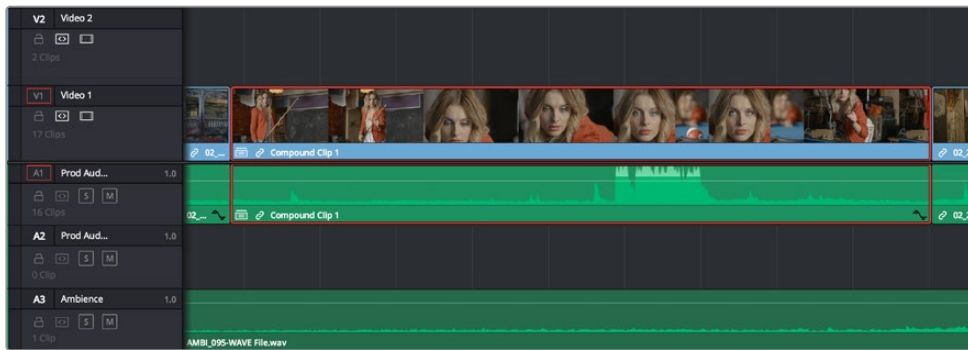 V2 Video 2
2 Clips
V1 Video 1
17 Clips
02_... Compound Clip 1 02_2
A1 Prod Aud... 1.0
S M
16 Clips
02_... Compound Clip 1 02_2
A2 Prod Aud... 1.0
S M
0 Clip
A3 Ambience 1.0
S M
1 Clip
AMBI_095-WAVE File.wav